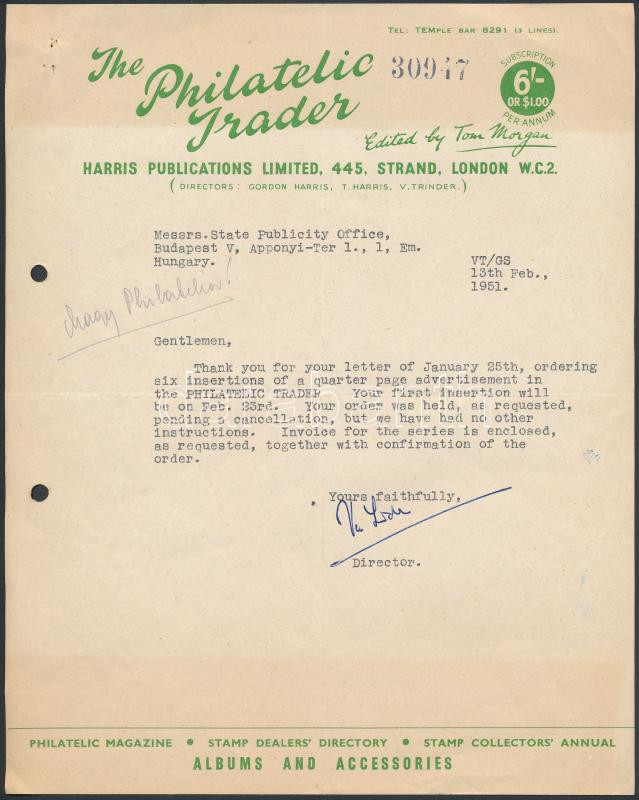 TEL: TEMPLE BAR 8291 (3 LINES).
The
Philatelic
Trader
30947
SUBSCRIPTION
6'/-
OR $1.00
PER ANNUM
Edited by Tom Morgan
HARRIS PUBLICATIONS LIMITED, 445, STRAND, LONDON W.C.2.
(DIRECTORS: GORDON HARRIS, T. HARRIS, V. TRINDER.)
Messrs.State Publicity Office,
Budapest V, Apponyi-Ter 1., 1, Em.
Hungary.
VT/GS
13th Feb.,
1951.
Philatelia!
Gentlemen,
Thank you for your letter of January 25th, ordering
six insertions of a quarter page advertisement in
the PHILATELIC TRADER Your first insertion will
be on Feb. 23rd. Your order was held, as requested,
pending a cancellation, but we have had no other
instructions. Invoice for the series is enclosed,
as requested, together with confirmation of the
order.
Yours faithfully,
Director.
PHILATELIC MAGAZINE • STAMP DEALERS' DIRECTORY • STAMP COLLECTORS' ANNUAL
ALBUMS AND ACCESSORIES